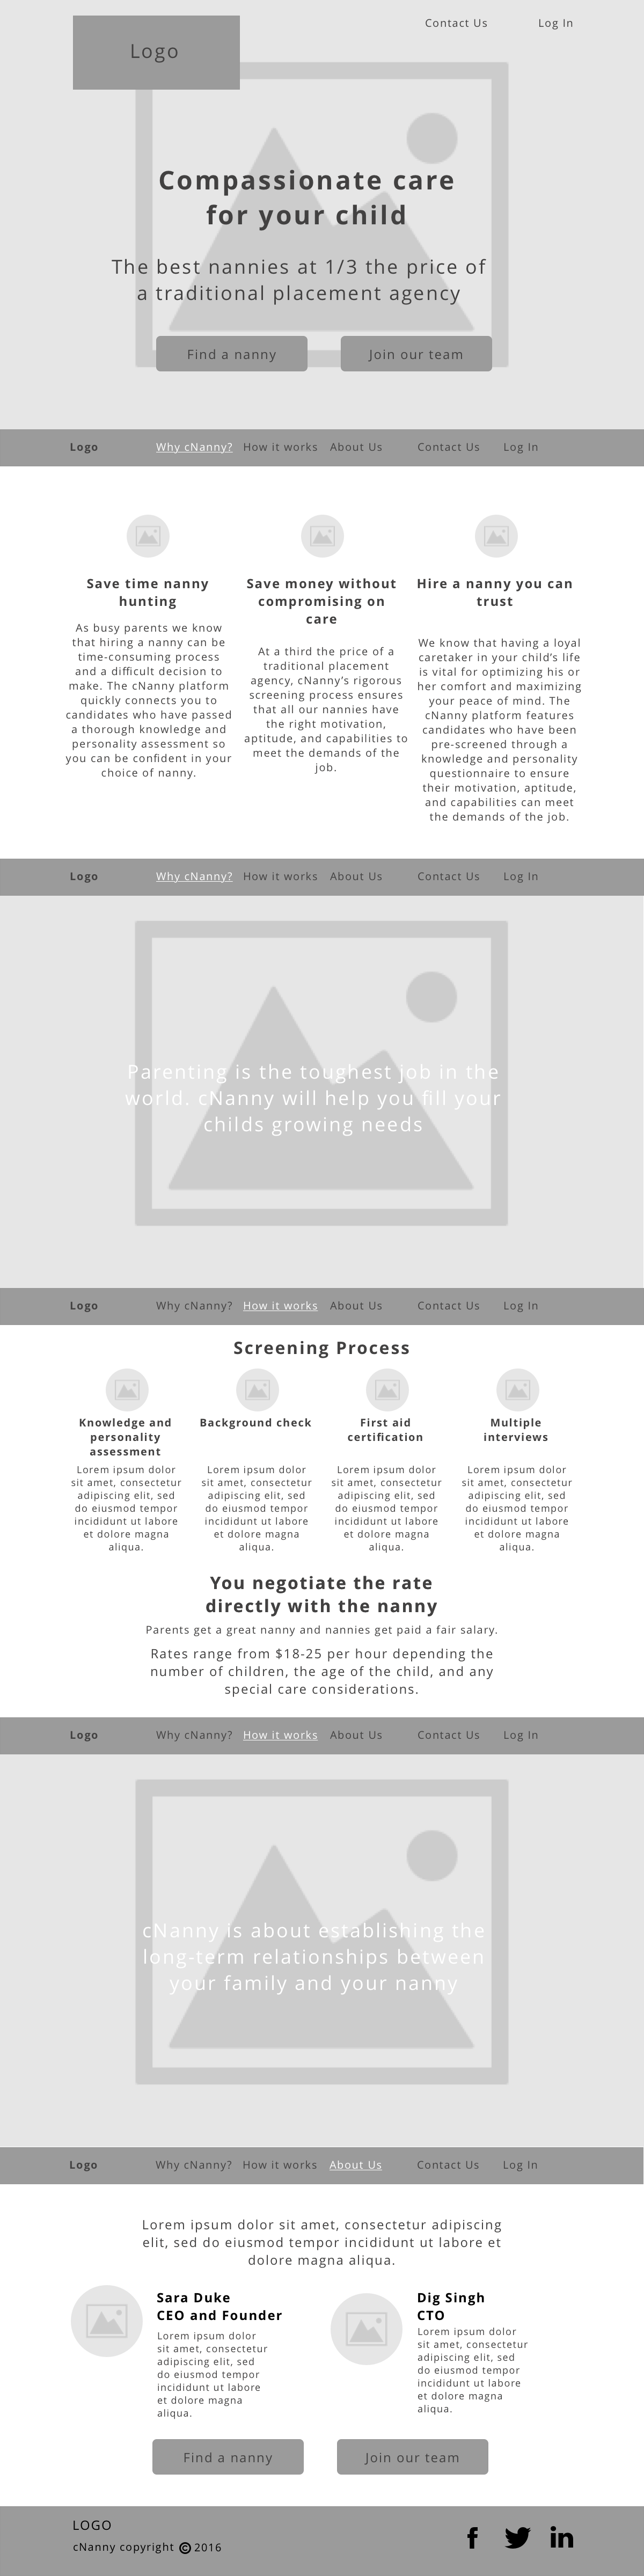 Contact Us Log In
Logo
Compassionate care
for your child
The best nannies at 1/3 the price of
a traditional placement agency
Find a nanny Join our team
Logo Why cNanny? How it works About Us Contact Us Log In
Save time nanny
hunting
As busy parents we know
that hiring a nanny can be
time-consuming process
and a difficult decision to
make. The cNanny platform
quickly connects you to
candidates who have passed
a thorough knowledge and
personality assessment so
you can be confident in your
choice of nanny.
Save money without
compromising on
care
At a third the price of a
traditional placement
agency, cNanny’s rigorous
screening process ensures
that all our nannies have
the right motivation,
aptitude, and capabilities to
meet the demands of the
job.
Hire a nanny you can
trust
We know that having a loyal
caretaker in your child’s life
is vital for optimizing his or
her comfort and maximizing
your peace of mind. The
cNanny platform features
candidates who have been
pre-screened through a
knowledge and personality
questionnaire to ensure
their motivation, aptitude,
and capabilities can meet
the demands of the job.
Logo Why cNanny? How it works About Us Contact Us Log In
Parenting is the toughest job in the
world. cNanny will help you fill your
childs growing needs
Logo Why cNanny? How it works About Us Contact Us Log In
Screening Process
Knowledge and
personality
assessment
Lorem ipsum dolor
sit amet, consectetur
adipiscing elit, sed
do eiusmod tempor
incididunt ut labore
et dolore magna
aliqua.
Background check
Lorem ipsum dolor
sit amet, consectetur
adipiscing elit, sed
do eiusmod tempor
incididunt ut labore
et dolore magna
aliqua.
First aid
certification
Lorem ipsum dolor
sit amet, consectetur
adipiscing elit, sed
do eiusmod tempor
incididunt ut labore
et dolore magna
aliqua.
Multiple
interviews
Lorem ipsum dolor
sit amet, consectetur
adipiscing elit, sed
do eiusmod tempor
incididunt ut labore
et dolore magna
aliqua.
You negotiate the rate
directly with the nanny
Parents get a great nanny and nannies get paid a fair salary.
Rates range from $18-25 per hour depending the
number of children, the age of the child, and any
special care considerations.
Logo Why cNanny? How it works About Us Contact Us Log In
cNanny is about establishing the
long-term relationships between
your family and your nanny
Logo Why cNanny? How it works About Us Contact Us Log In
Lorem ipsum dolor sit amet, consectetur adipiscing
elit, sed do eiusmod tempor incididunt ut labore et
dolore magna aliqua.
Sara Duke
CEO and Founder
Lorem ipsum dolor
sit amet, consectetur
adipiscing elit, sed
do eiusmod tempor
incididunt ut labore
et dolore magna
aliqua.
Dig Singh
CTO
Lorem ipsum dolor
sit amet, consectetur
adipiscing elit, sed
do eiusmod tempor
incididunt ut labore
et dolore magna
aliqua.
Find a nanny Join our team
LOGO
cNanny copyright © 2016